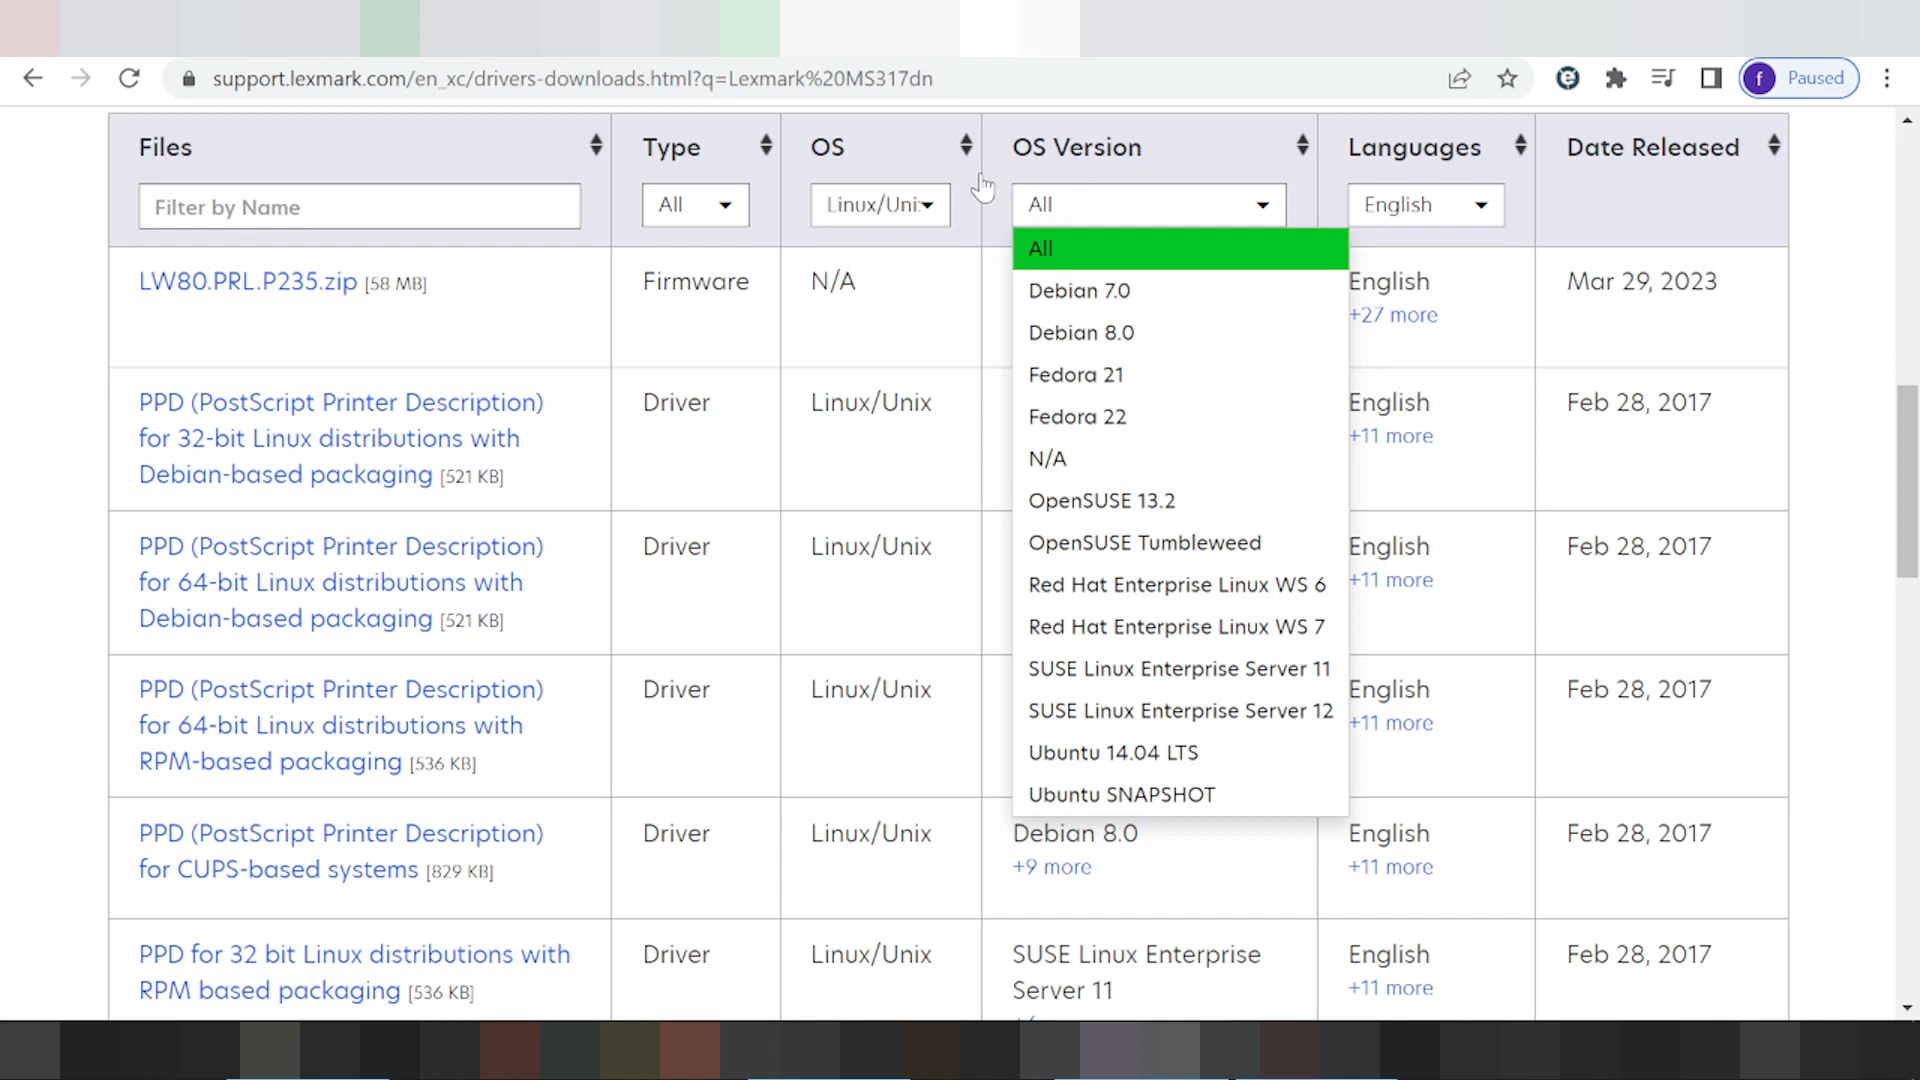 support.lexmark.com/en_xc/drivers-downloads.html?q=Lexmark%20MS317dn
f Paused
Files Type OS OS Version Languages Date Released
Filter by Name All Linux/Uni All English
All
Debian 7.0
Debian 8.0
Fedora 21
Fedora 22
N/A
OpenSUSE 13.2
OpenSUSE Tumbleweed
Red Hat Enterprise Linux WS 6
Red Hat Enterprise Linux WS 7
SUSE Linux Enterprise Server 11
SUSE Linux Enterprise Server 12
Ubuntu 14.04 LTS
Ubuntu SNAPSHOT
LW80.PRL.P235.zip [58 MB] Firmware N/A English Mar 29, 2023
+27 more
PPD (PostScript Printer Description) Driver Linux/Unix English Feb 28, 2017
for 32-bit Linux distributions with +11 more
Debian-based packaging [521 KB]
PPD (PostScript Printer Description) Driver Linux/Unix English Feb 28, 2017
for 64-bit Linux distributions with +11 more
Debian-based packaging [521 KB]
PPD (PostScript Printer Description) Driver Linux/Unix English Feb 28, 2017
for 64-bit Linux distributions with +11 more
RPM-based packaging [536 KB]
PPD (PostScript Printer Description) Driver Linux/Unix Debian 8.0 English Feb 28, 2017
for CUPS-based systems [829 KB] +9 more +11 more
PPD for 32 bit Linux distributions with Driver Linux/Unix SUSE Linux Enterprise English Feb 28, 2017
RPM based packaging [536 KB] Server 11 +11 more